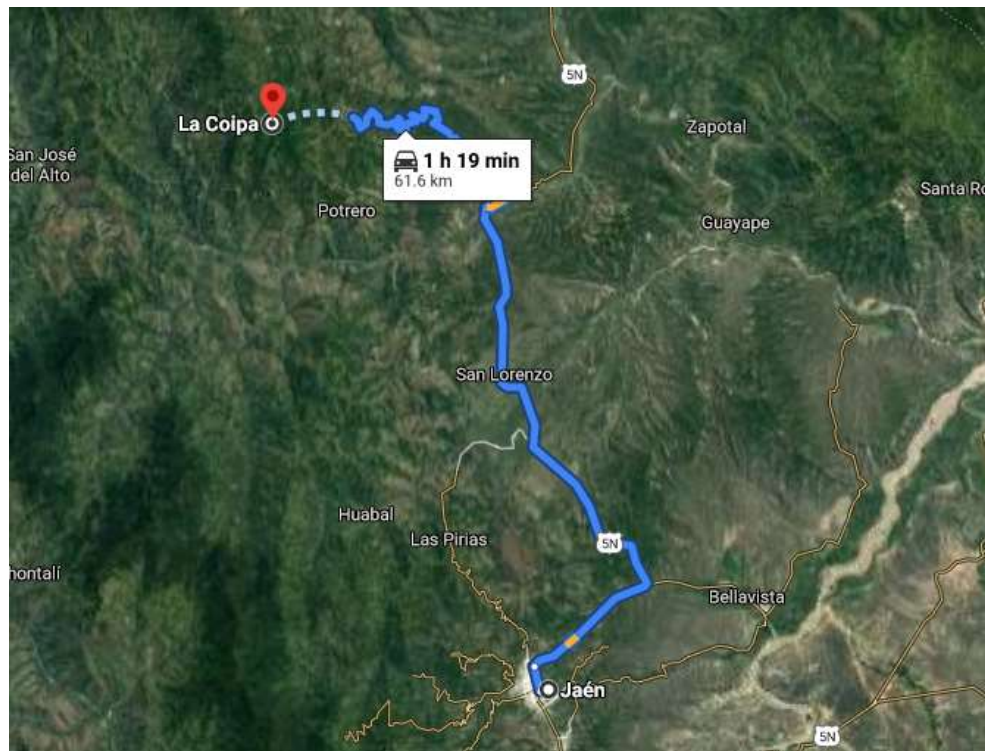 5N
La Coipa
Zapotal
1 h 19 min
61.6 km
San José
del Alto
Santa Ro
Potrero
Guayape
San Lorenzo
Huabal
Las Pirias
5N
hontalí
Bellavista
Jaén
5N